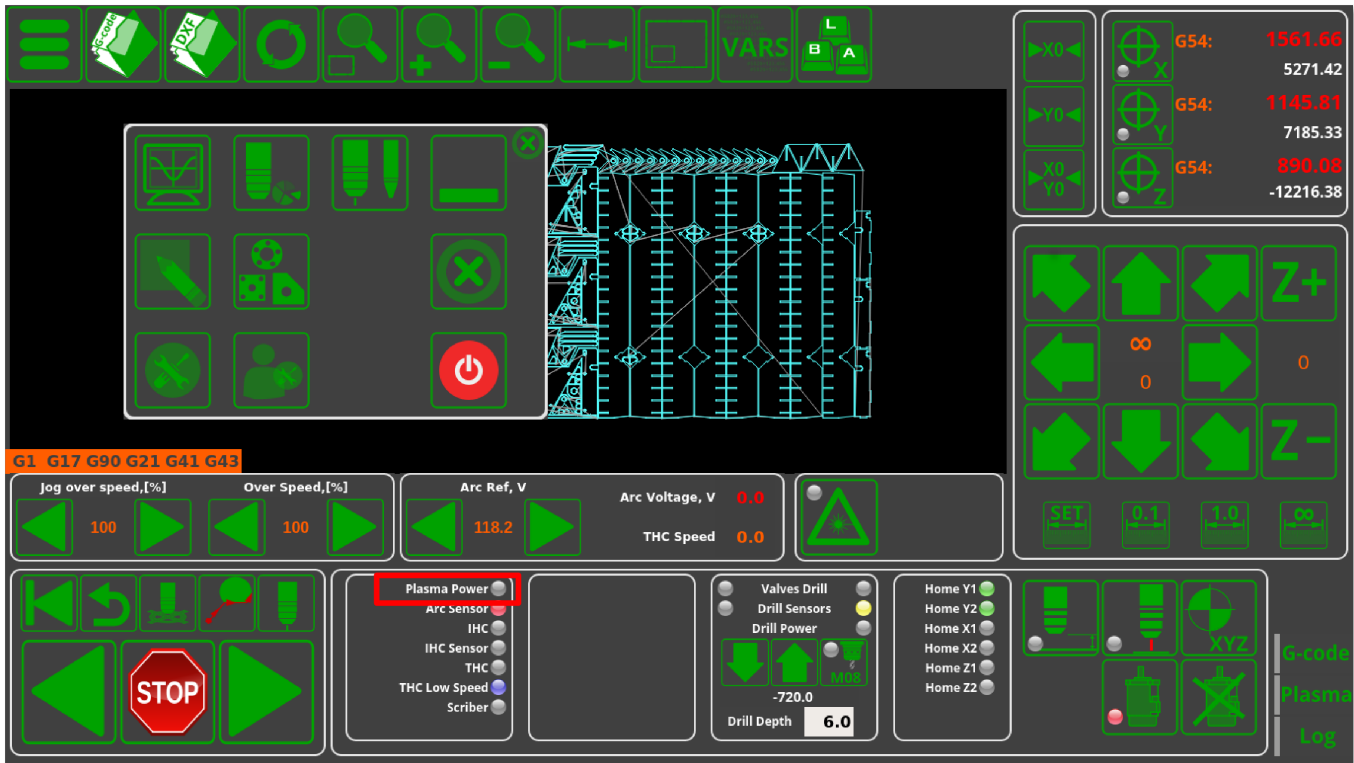 G-code
DXF
VARS
L
B
A
X0
Y0
X0
Y0
X
G54: 1561.66
5271.42
Y
G54: 1145.81
7185.33
Z
G54: 890.08
-12216.38
Z+
∞
0
0
Z-
SET
0.1
1.0
∞
G1 G17 G90 G21 G41 G43
Jog over speed,[%]
100
Over Speed,[%]
100
Arc Ref, V
118.2
Arc Voltage, V 0.0
THC Speed 0.0
STOP
Plasma Power
Arc Sensor
IHC
IHC Sensor
THC
THC Low Speed
Scriber
Valves Drill
Drill Sensors
Drill Power
M08
-720.0
Drill Depth 6.0
Home Y1
Home Y2
Home X1
Home X2
Home Z1
Home Z2
XYZ
G-code
Plasma
Log